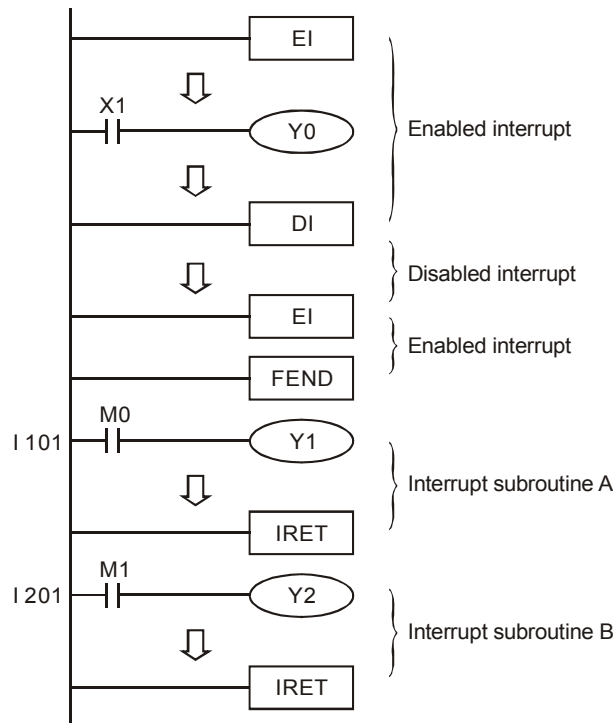 EI
X1
Y0
Enabled interrupt
DI
Disabled interrupt
EI
Enabled interrupt
FEND
M0
I 101
Y1
Interrupt subroutine A
IRET
M1
I 201
Y2
Interrupt subroutine B
IRET